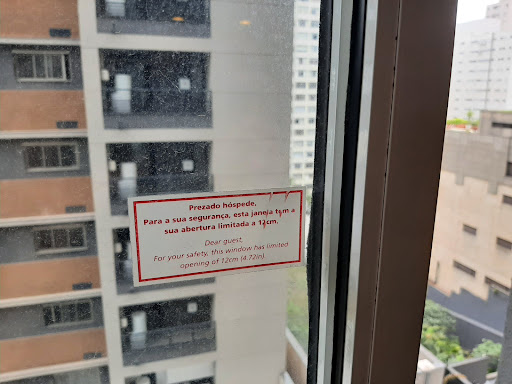 Prezado hóspede,
Para a sua segurança, esta janela tem a
sua abertura limitada a 12cm.
Dear guest,
For your safety, this window has limited
opening of 12cm (4.72in).